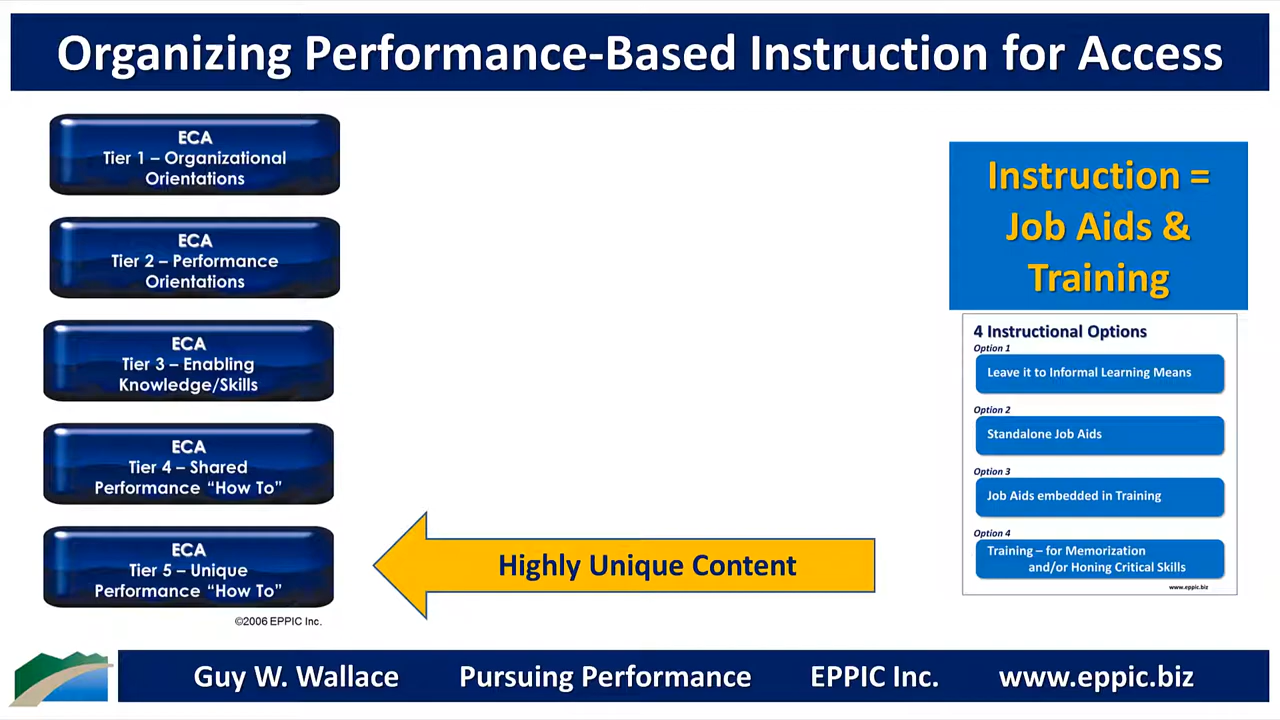 Organizing Performance-Based Instruction for Access
ECA
Tier 1 – Organizational
Orientations
ECA
Tier 2 – Performance
Orientations
ECA
Tier 3 – Enabling
Knowledge/Skills
ECA
Tier 4 – Shared
Performance “How To”
ECA
Tier 5 – Unique
Performance “How To”
©2006 EPPIC Inc.
Highly Unique Content
Instruction =
Job Aids &
Training
4 Instructional Options
Option 1
Leave it to Informal Learning Means
Option 2
Standalone Job Aids
Option 3
Job Aids embedded in Training
Option 4
Training – for Memorization
and/or Honing Critical Skills
www.eppic.biz
Guy W. Wallace Pursuing Performance EPPIC Inc. www.eppic.biz